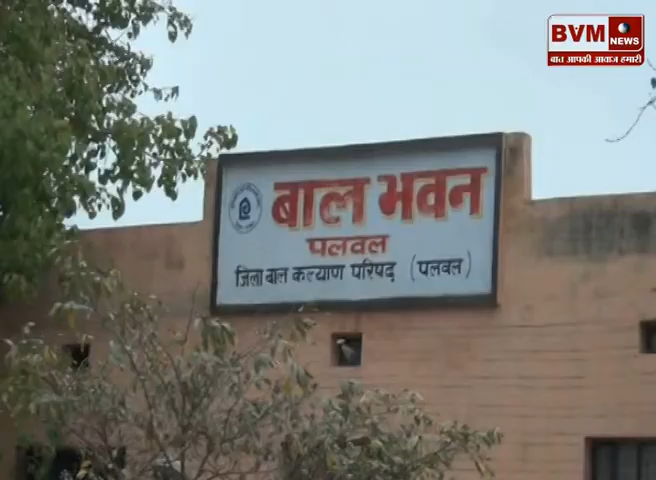 BVM NEWS
बात आपकी आवाज हमारी
बाल भवन
पलवल
जिला बाल कल्याण परिषद् (पलवल)